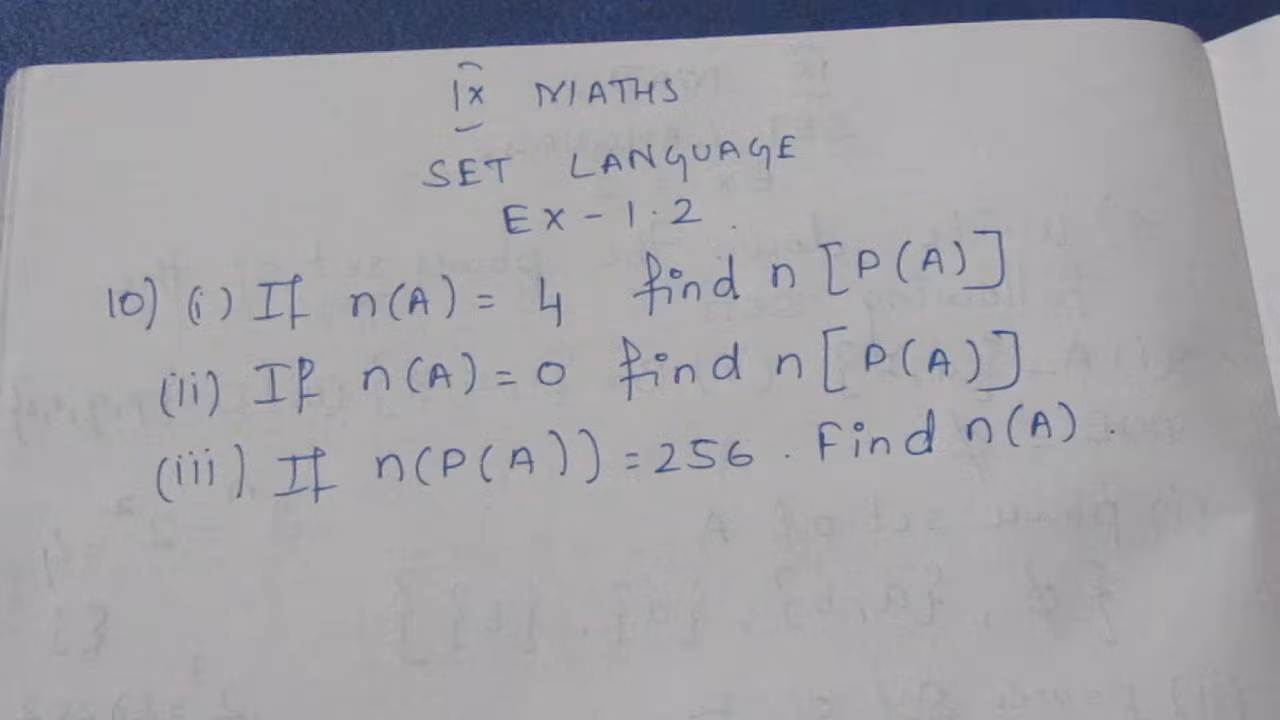 IX MATHS
SET LANGUAGE
EX - 1.2.
10) (i) If n(A) = 4 find n [P(A)]
(ii) If n(A) = 0 find n [P(A)]
(iii) If n(P(A)) = 256. Find n(A).